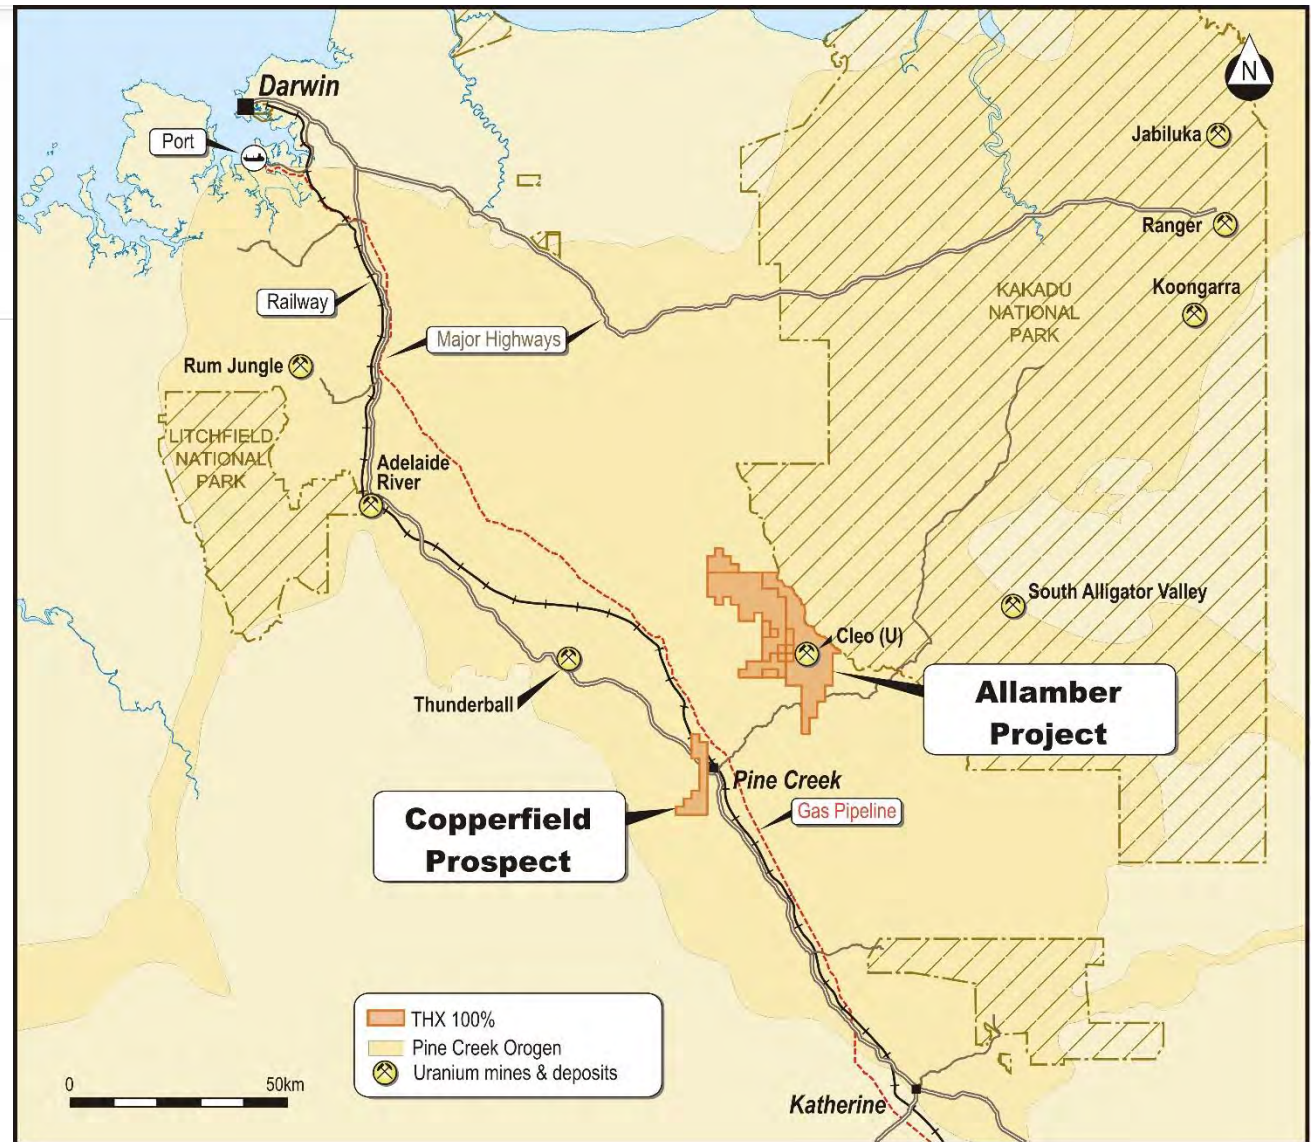 Darwin
N
Port
Jabiluka
Ranger
Koongarra
KAKADU
NATIONAL
PARK
Railway
Major Highways
Rum Jungle
LITCHFIELD
NATIONAL
PARK
Adelaide
River
South Alligator Valley
Cleo (U)
Thunderball
Allamber
Project
Pine Creek
Copperfield
Prospect
Gas Pipeline
THX 100%
Pine Creek Orogen
Uranium mines & deposits
0 50km
Katherine